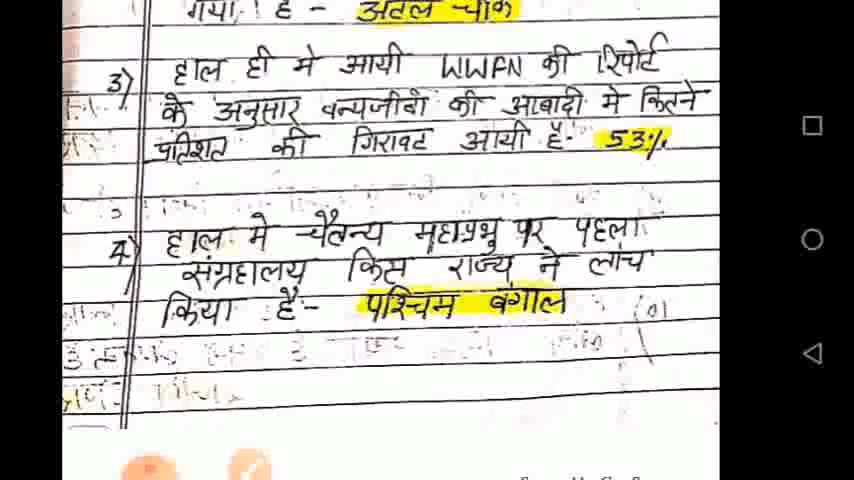 गया है - अटल चौक
3) हाल ही मे आयी WWFN की रिपोर्ट
के अनुसार वन्यजीवो की आबादी मे कितने
प्रतिशत की गिरावट आयी है- 53%
4) हाल मे चैतन्य महाप्रभु पर पहला
संग्रहालय किस राज्य ने लांच
किया है- पश्चिम बंगाल